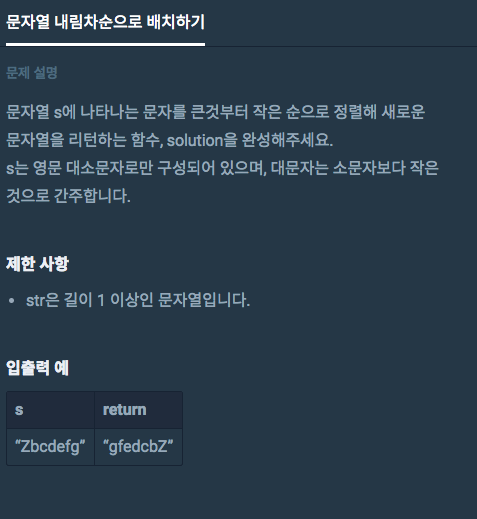 문자열 내림차순으로 배치하기
문제 설명
문자열 s에 나타나는 문자를 큰것부터 작은 순으로 정렬해 새로운
문자열을 리턴하는 함수, solution을 완성해주세요.
s는 영문 대소문자로만 구성되어 있으며, 대문자는 소문자보다 작은
것으로 간주합니다.
제한 사항
• str은 길이 1 이상인 문자열입니다.
입출력 예
s return
“Zbcdefg” “gfedcbZ”